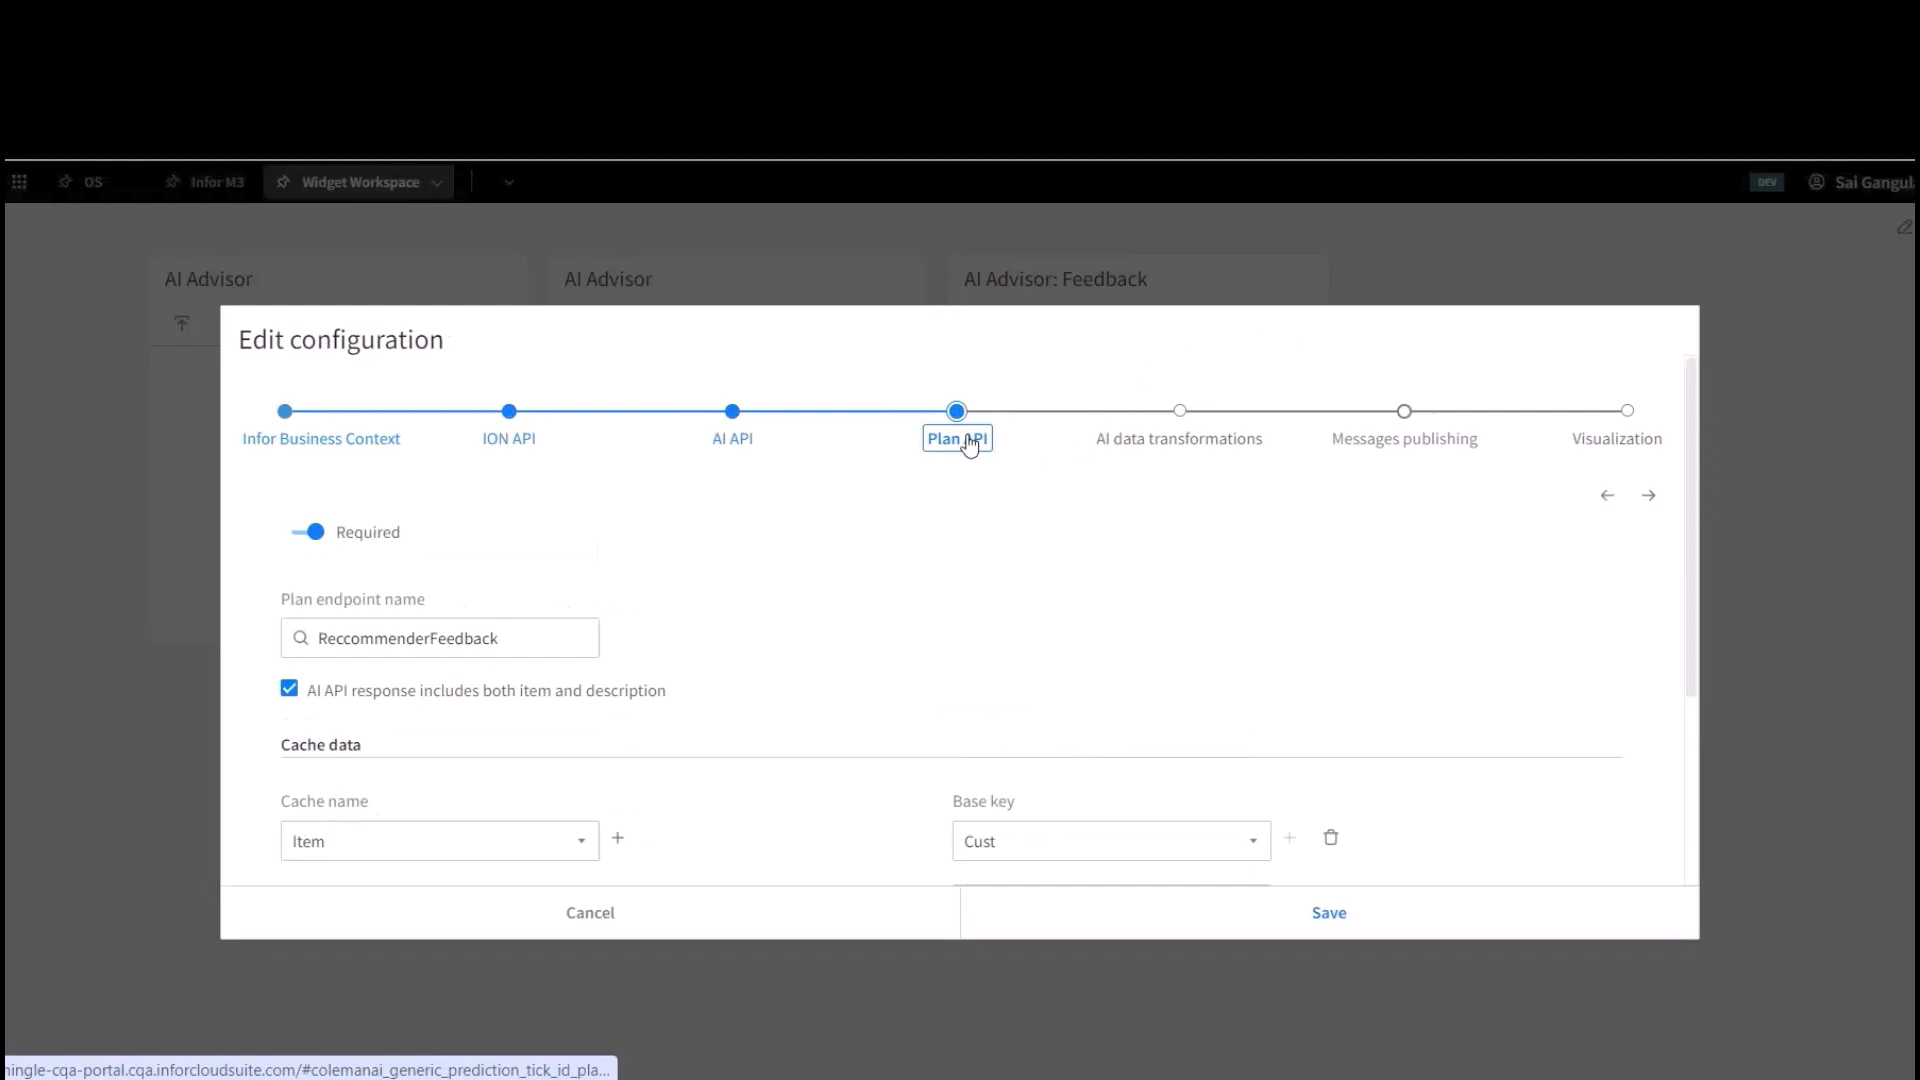 OS
Infor M3
Widget Workspace
DEV
Sai Gangul
AI Advisor
AI Advisor
AI Advisor: Feedback
Edit configuration
Infor Business Context
ION API
AI API
Plan API
AI data transformations
Messages publishing
Visualization
Required
Plan endpoint name
ReccommenderFeedback
AI API response includes both item and description
Cache data
Cache name
Base key
Item
Cust
Cancel
Save
ningle-cqa-portal.cqa.inforcloudsuite.com/#colemanai_generic_prediction_tick_id_pla...